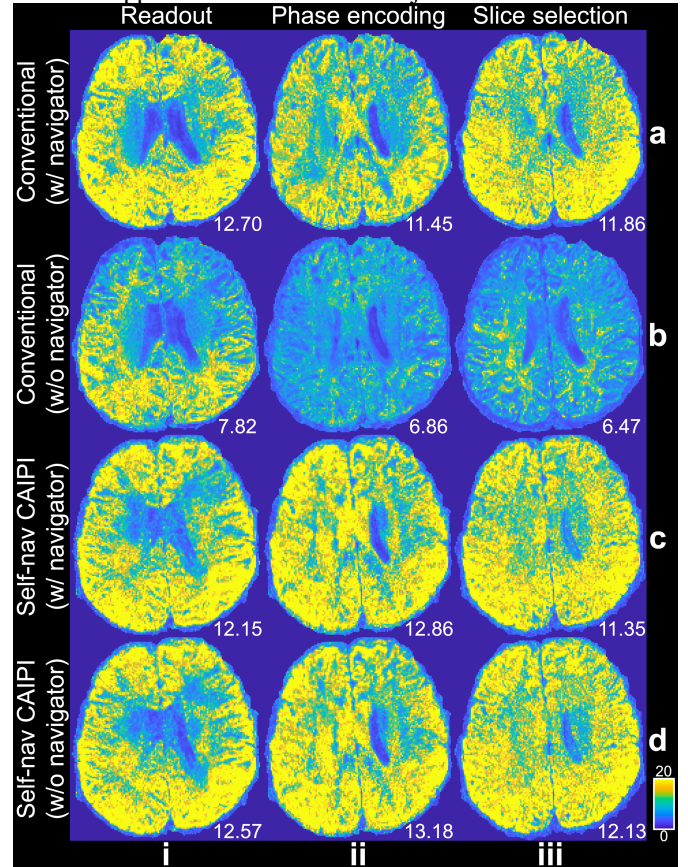 Readout Phase encoding Slice selection
Conventional
(w/ navigator)
a
12.70 11.45 11.86
Conventional
(w/o navigator)
b
7.82 6.86 6.47
Self-nav CAIPI
(w/ navigator)
c
12.15 12.86 11.35
Self-nav CAIPI
(w/o navigator)
d
20
0
12.57 13.18 12.13
i ii iii